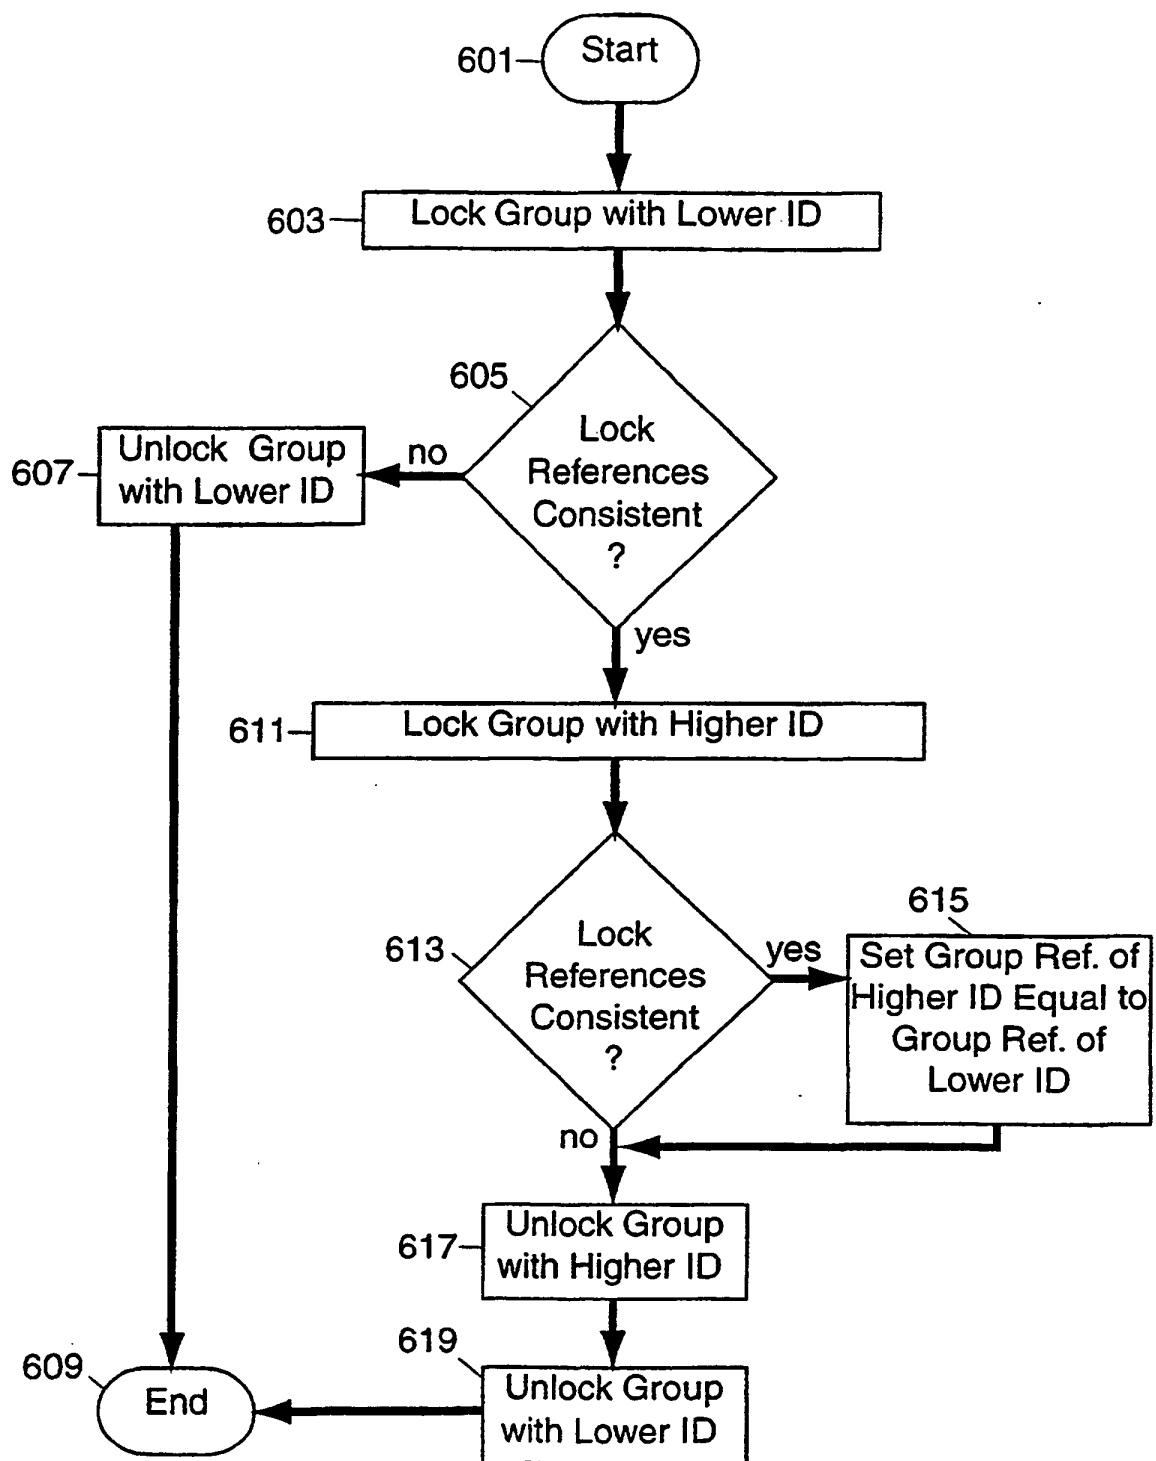 601
Start
603
Lock Group with Lower ID
605
Lock
References
Consistent
?
607
Unlock Group
with Lower ID
no
yes
611
Lock Group with Higher ID
613
Lock
References
Consistent
?
yes
615
Set Group Ref. of
Higher ID Equal to
Group Ref. of
Lower ID
no
617
Unlock Group
with Higher ID
619
Unlock Group
with Lower ID
609
End